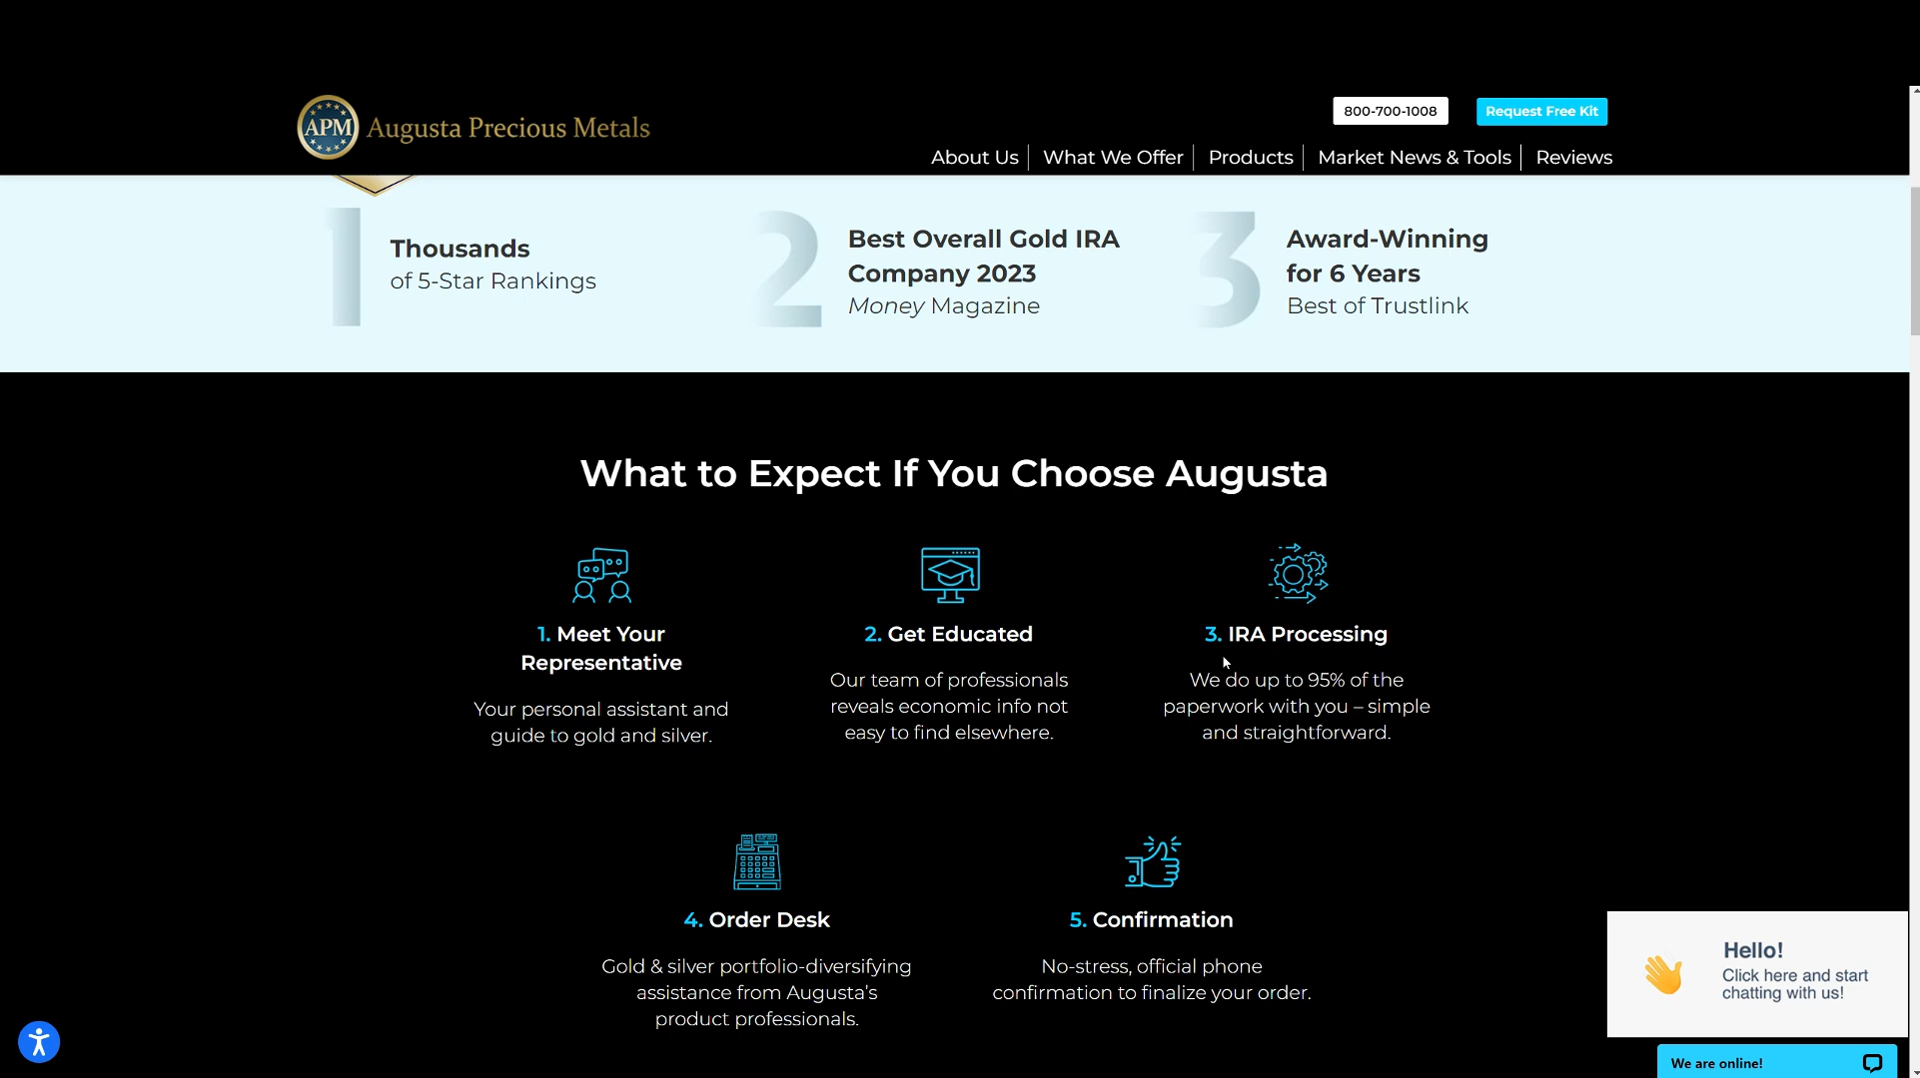 APM Augusta Precious Metals
800-700-1008
Request Free Kit
About Us
What We Offer
Products
Market News & Tools
Reviews
1
Thousands
of 5-Star Rankings
2
Best Overall Gold IRA
Company 2023
Money Magazine
3
Award-Winning
for 6 Years
Best of Trustlink
What to Expect If You Choose Augusta
1. Meet Your
Representative
Your personal assistant and
guide to gold and silver.
2. Get Educated
Our team of professionals
reveals economic info not
easy to find elsewhere.
3. IRA Processing
We do up to 95% of the
paperwork with you – simple
and straightforward.
4. Order Desk
Gold & silver portfolio-diversifying
assistance from Augusta's
product professionals.
5. Confirmation
No-stress, official phone
confirmation to finalize your order.
Hello!
Click here and start
chatting with us!
We are online!